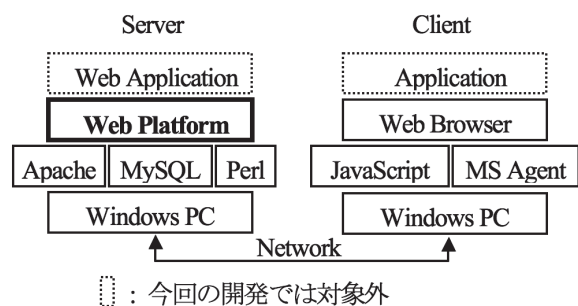 Server Client
Web Application Application
Web Platform Web Browser
Apache MySQL Perl JavaScript MS Agent
Windows PC Windows PC
Network
: 今回の開発では対象外